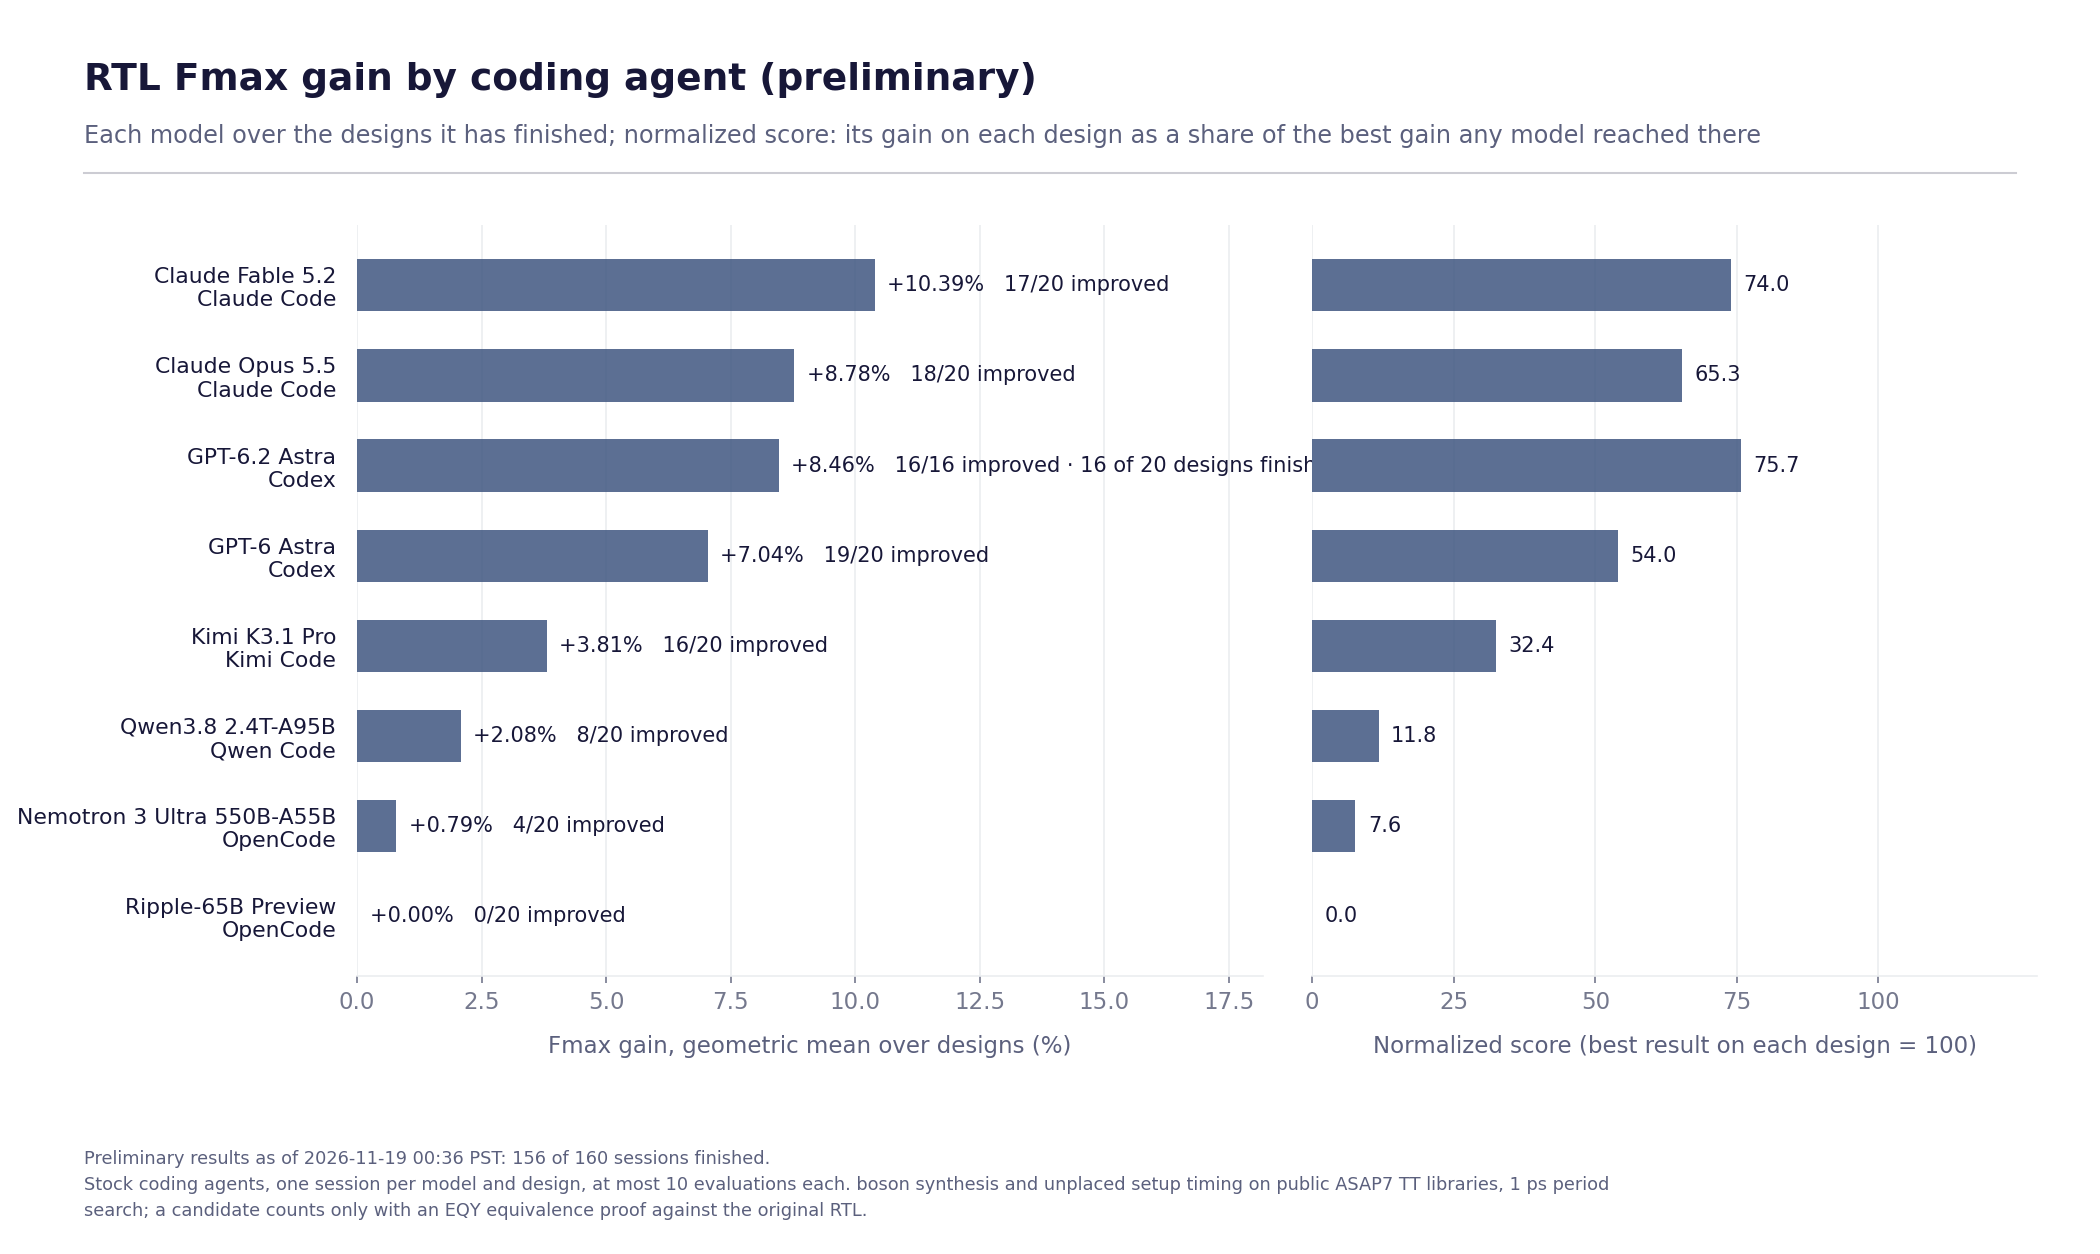 RTL Fmax gain by coding agent (preliminary)
Each model over the designs it has finished; normalized score: its gain on each design as a share of the best gain any model reached there
Claude Fable 5.2
Claude Code
+10.39% 17/20 improved
74.0
Claude Opus 5.5
Claude Code
+8.78% 18/20 improved
65.3
GPT-6.2 Astra
Codex
+8.46% 16/16 improved · 16 of 20 designs finish
75.7
GPT-6 Astra
Codex
+7.04% 19/20 improved
54.0
Kimi K3.1 Pro
Kimi Code
+3.81% 16/20 improved
32.4
Qwen3.8 2.4T-A95B
Qwen Code
+2.08% 8/20 improved
11.8
Nemotron 3 Ultra 550B-A55B
OpenCode
+0.79% 4/20 improved
7.6
Ripple-65B Preview
OpenCode
+0.00% 0/20 improved
0.0
0.0 2.5 5.0 7.5 10.0 12.5 15.0 17.5
0 25 50 75 100
Fmax gain, geometric mean over designs (%)
Normalized score (best result on each design = 100)
Preliminary results as of 2026-11-19 00:36 PST: 156 of 160 sessions finished.
Stock coding agents, one session per model and design, at most 10 evaluations each. boson synthesis and unplaced setup timing on public ASAP7 TT libraries, 1 ps period
search; a candidate counts only with an EQY equivalence proof against the original RTL.